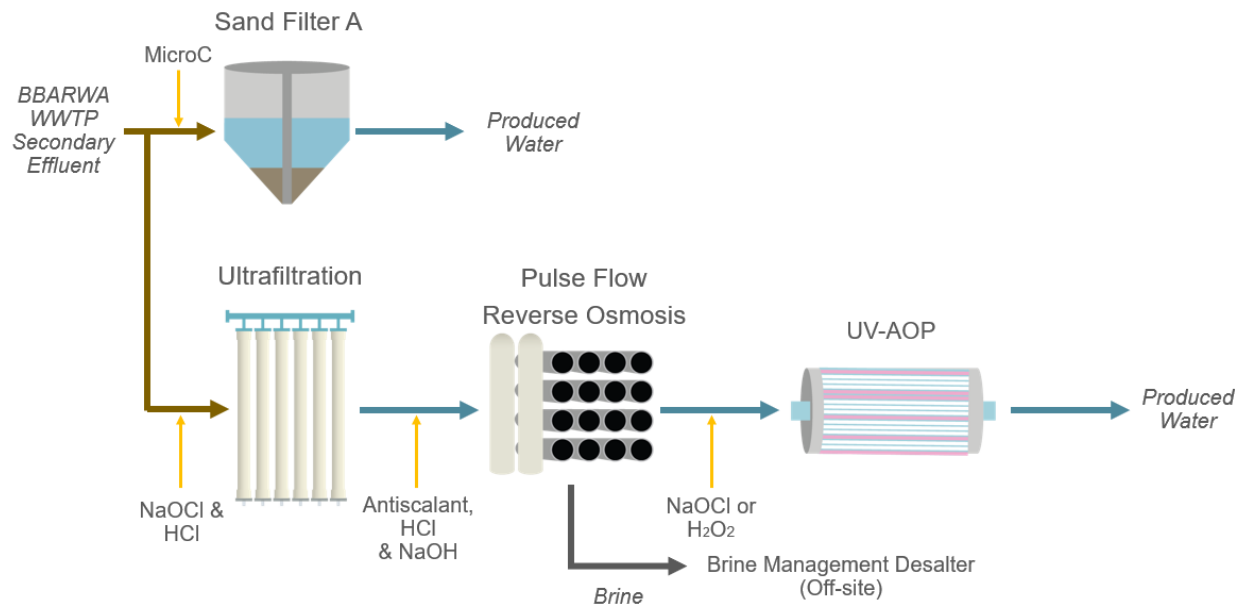 Sand Filter A
MicroC
BBARWA
WWTP
Secondary
Effluent
Produced
Water
Ultrafiltration
Pulse Flow
Reverse Osmosis
UV-AOP
Produced
Water
NaOCl &
HCl
Antiscalant,
HCl
& NaOH
NaOCl or
H₂O₂
Brine
Brine Management Desalter
(Off-site)